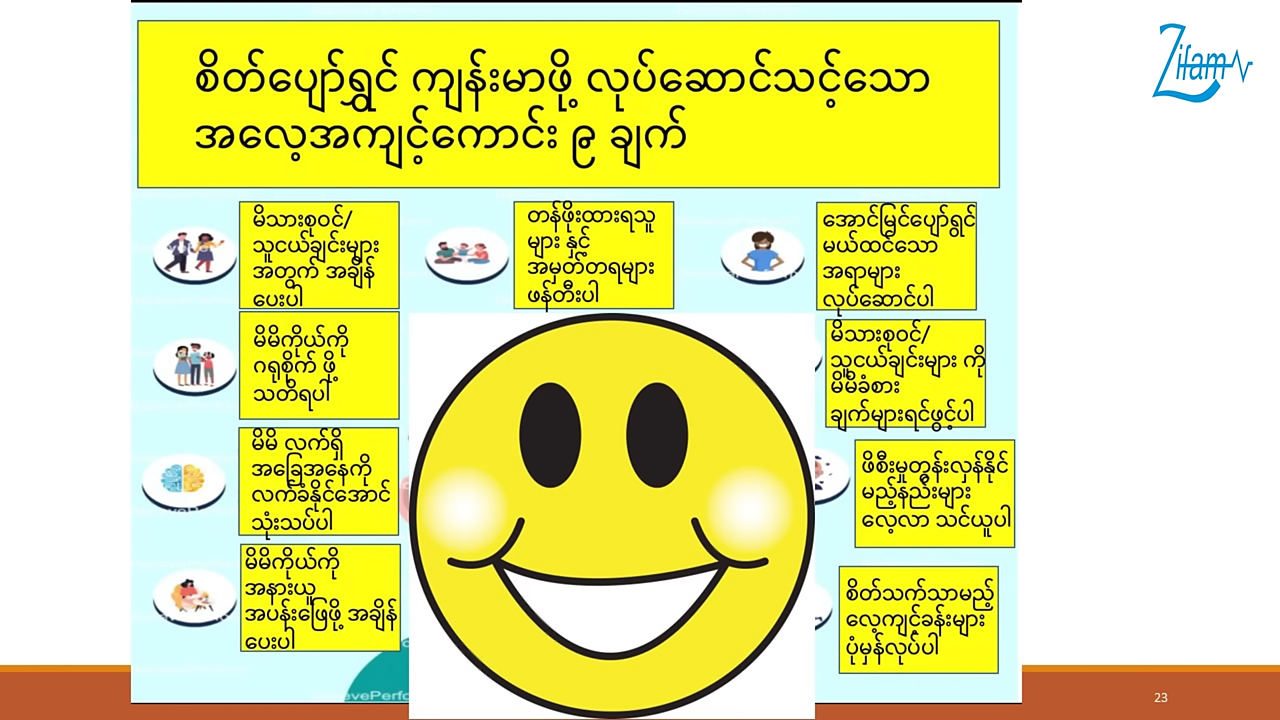 စိတ်ပျော်ရွှင် ကျန်းမာဖို့ လုပ်ဆောင်သင့်သော
အလေ့အကျင့်ကောင်း ၉ ချက်
Zifam
မိသားစုဝင်/
သူငယ်ချင်းများ
အတွက် အချိန်
ပေးပါ
တန်ဖိုးထားရသူ
များ နှင့်
အမှတ်တရများ
ဖန်တီးပါ
အောင်မြင်ပျော်ရွှင်
မယ်ထင်သော
အရာများ
လုပ်ဆောင်ပါ
မိမိကိုယ်ကို
ဂရုစိုက် ဖို့
သတိရပါ
မိသားစုဝင်/
သူငယ်ချင်းများ ကို
မိမိခံစား
ချက်များရင်ဖွင့်ပါ
မိမိ လက်ရှိ
အခြေအနေကို
လက်ခံနိုင်အောင်
သုံးသပ်ပါ
ဖိစီးမှုတွန်းလှန်နိုင်
မည့်နည်းများ
လေ့လာ သင်ယူပါ
မိမိကိုယ်ကို
အနားယူ
အပန်းဖြေဖို့ အချိန်
ပေးပါ
စိတ်သက်သာမည့်
လေ့ကျင့်ခန်းများ
ပုံမှန်လုပ်ပါ
23